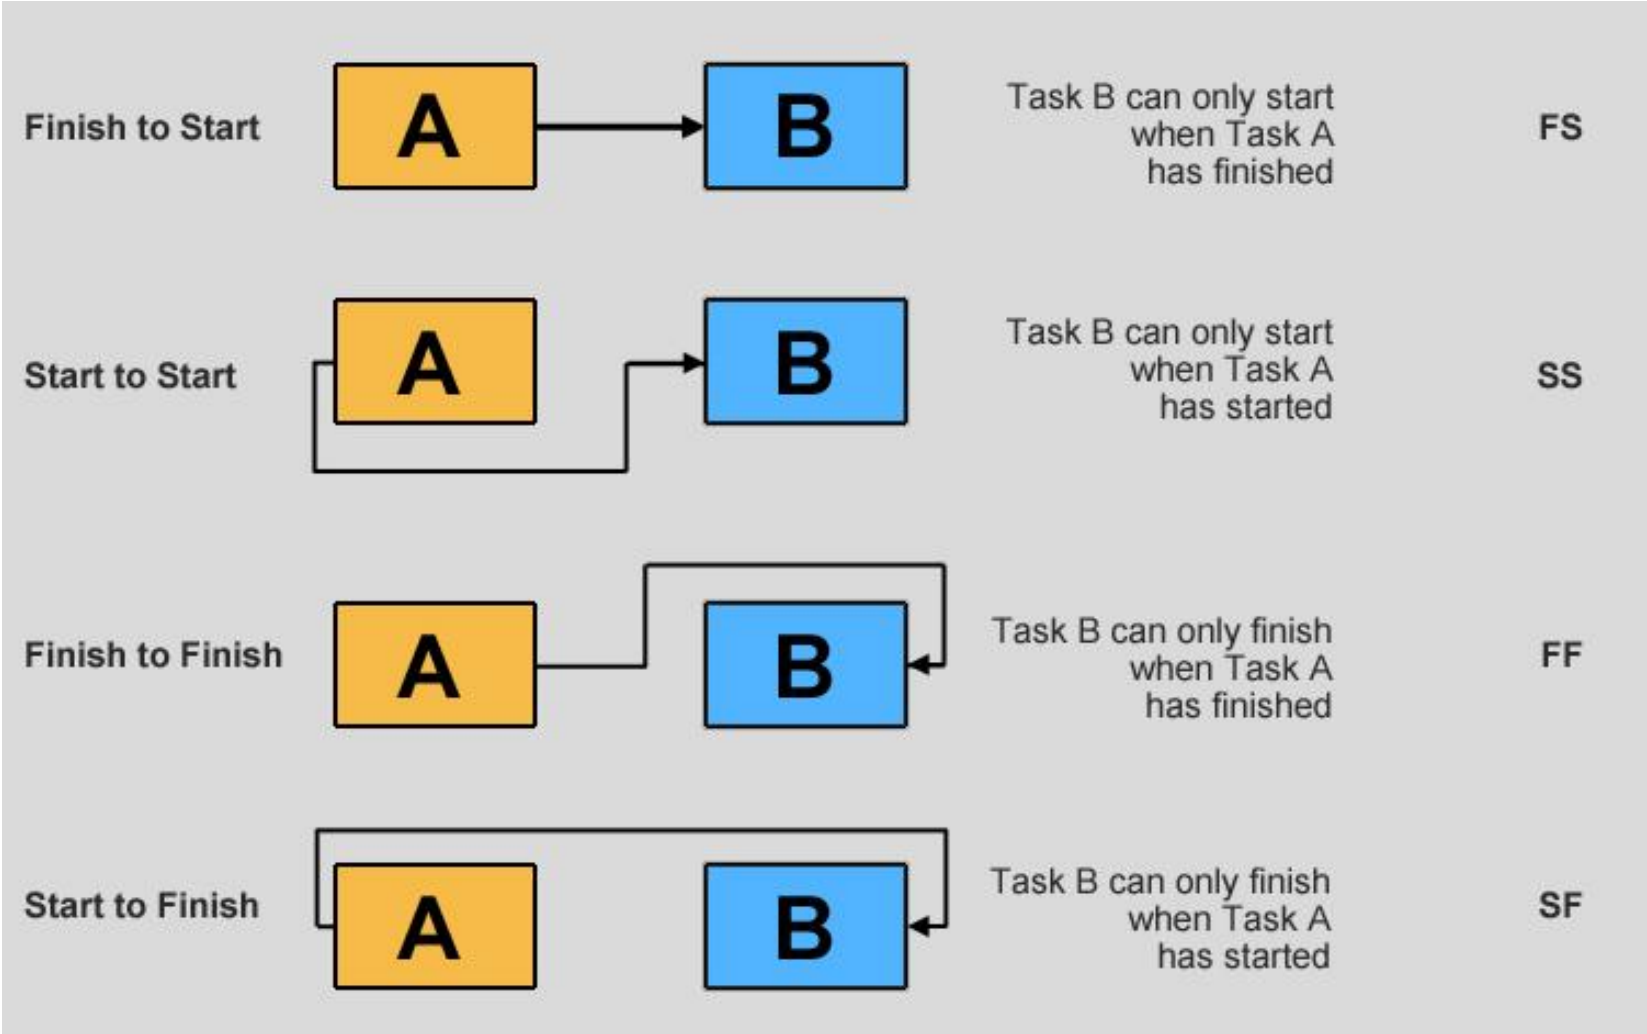 Finish to Start
A
B
Task B can only start
when Task A
has finished
FS
Start to Start
A
B
Task B can only start
when Task A
has started
SS
Finish to Finish
A
B
Task B can only finish
when Task A
has finished
FF
Start to Finish
A
B
Task B can only finish
when Task A
has started
SF